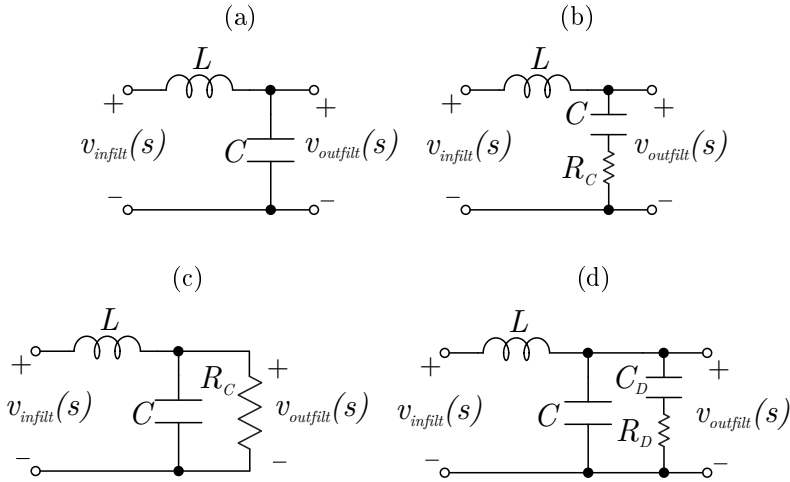 (a)
L
+
v_infilt(s)
−
C
+
v_outfilt(s)
−
(b)
L
+
v_infilt(s)
−
C
R_C
+
v_outfilt(s)
−
(c)
L
+
v_infilt(s)
−
C
R_C
+
v_outfilt(s)
−
(d)
L
+
v_infilt(s)
−
C
C_D
R_D
+
v_outfilt(s)
−